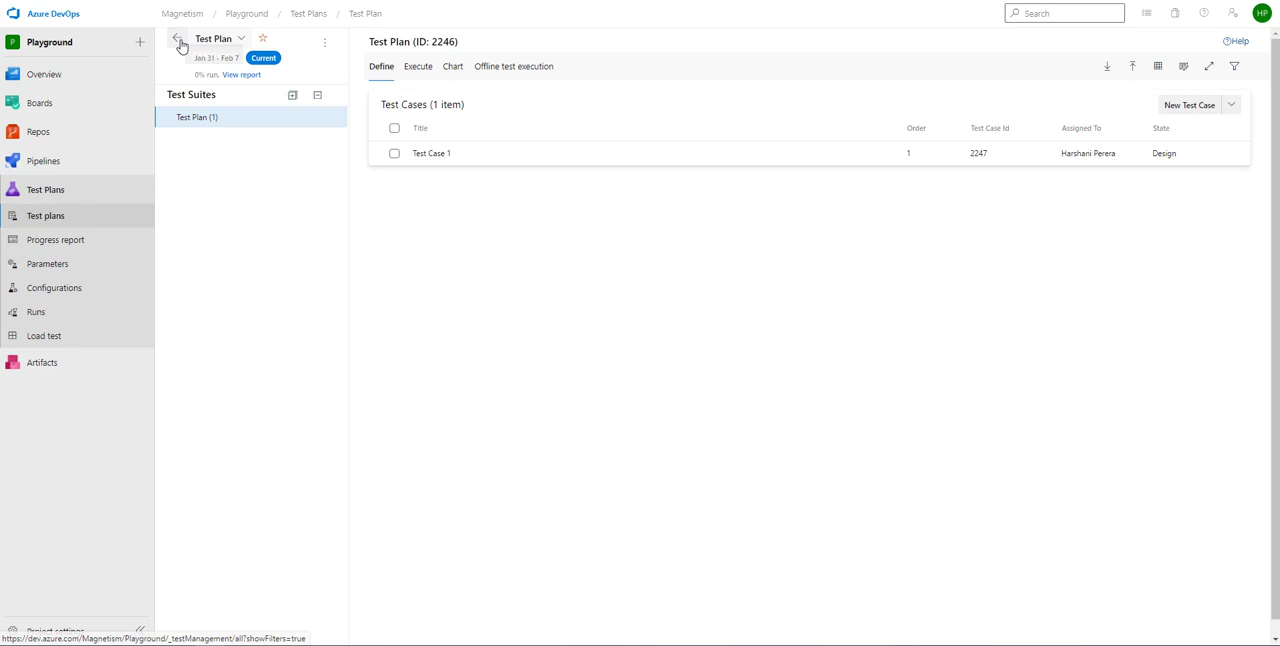 Azure DevOps
Magnetism / Playground / Test Plans / Test Plan
Search
HP
P Playground
Overview
Boards
Repos
Pipelines
Test Plans
Test plans
Progress report
Parameters
Configurations
Runs
Load test
Artifacts
Project settings
https://dev.azure.com/Magnetism/Playground/_testManagement/all?showFilters=true
Test Plan
Jan 31 - Feb 7 Current
0% run. View report
Test Suites
Test Plan (1)
Test Plan (ID: 2246)
Help
Define Execute Chart Offline test execution
Test Cases (1 item)
New Test Case
Title Order Test Case Id Assigned To State
Test Case 1 1 2247 Harshani Perera Design